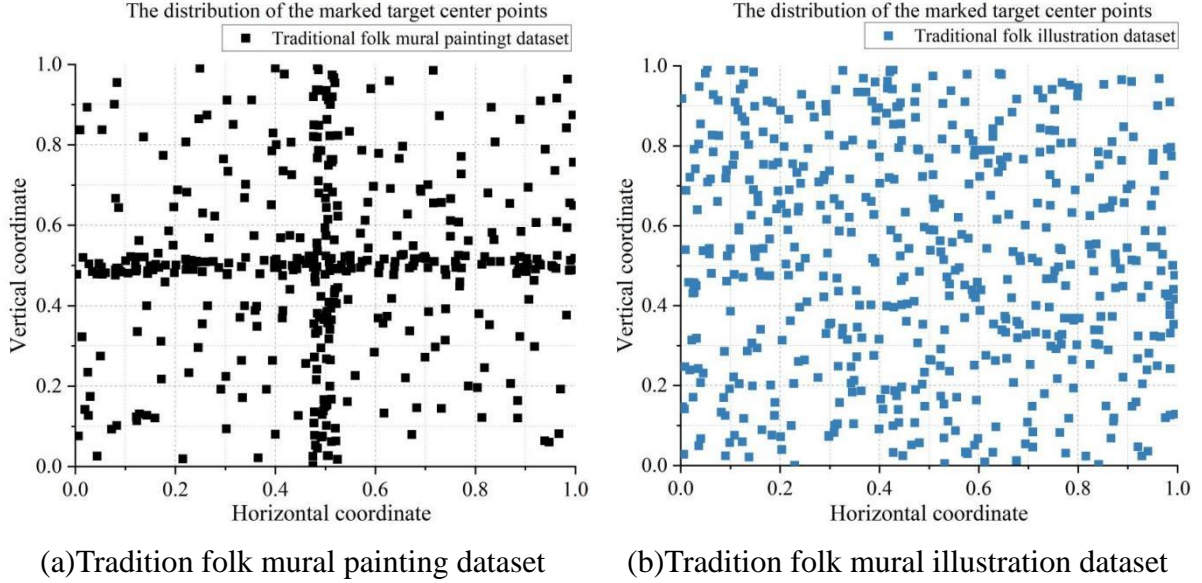 The distribution of the marked target center points
Traditional folk mural paintingt dataset
1.0
0.8
0.6
0.4
0.2
0.0
Vertical coordinate
0.0 0.2 0.4 0.6 0.8 1.0
Horizontal coordinate
(a)Tradition folk mural painting dataset
The distribution of the marked target center points
Traditional folk illustration dataset
1.0
0.8
0.6
0.4
0.2
0.0
Vertical coordinate
0.0 0.2 0.4 0.6 0.8 1.0
Horizontal coordinate
(b)Tradition folk mural illustration dataset